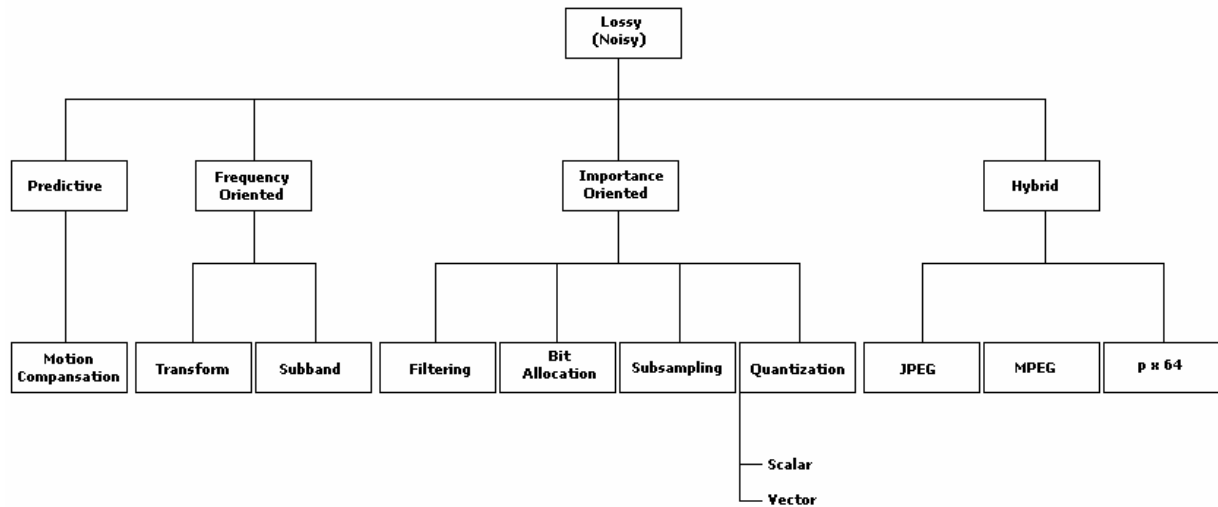 Lossy
(Noisy)
Predictive
Frequency
Oriented
Importance
Oriented
Hybrid
Motion
Compansation
Transform
Subband
Filtering
Bit
Allocation
Subsampling
Quantization
JPEG
MPEG
p x 64
Scalar
Vector